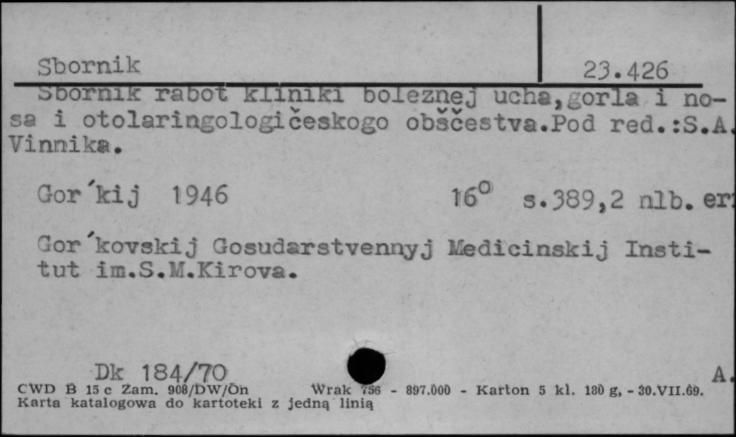 Sbornik 23.426
Sbornik rabot kliniki boleznej ucha,gorla i no-
sa i otolaringologičeskogo obščestva.Pod red.:S.A.
Vinnika.
Gor´kij 1946 16° s.389,2 nlb. err
Gor´kovskij Gosudarstvennyj Medicinskij Insti-
tut im.S.M.Kirova.
Dk 184/70 A.
CWD B 15 c Zam. 908/DW/On Wrak 756 - 897.000 - Karton 5 kl. 180 g, - 30.VII.69.
Karta katalogowa do kartoteki z jedną linią